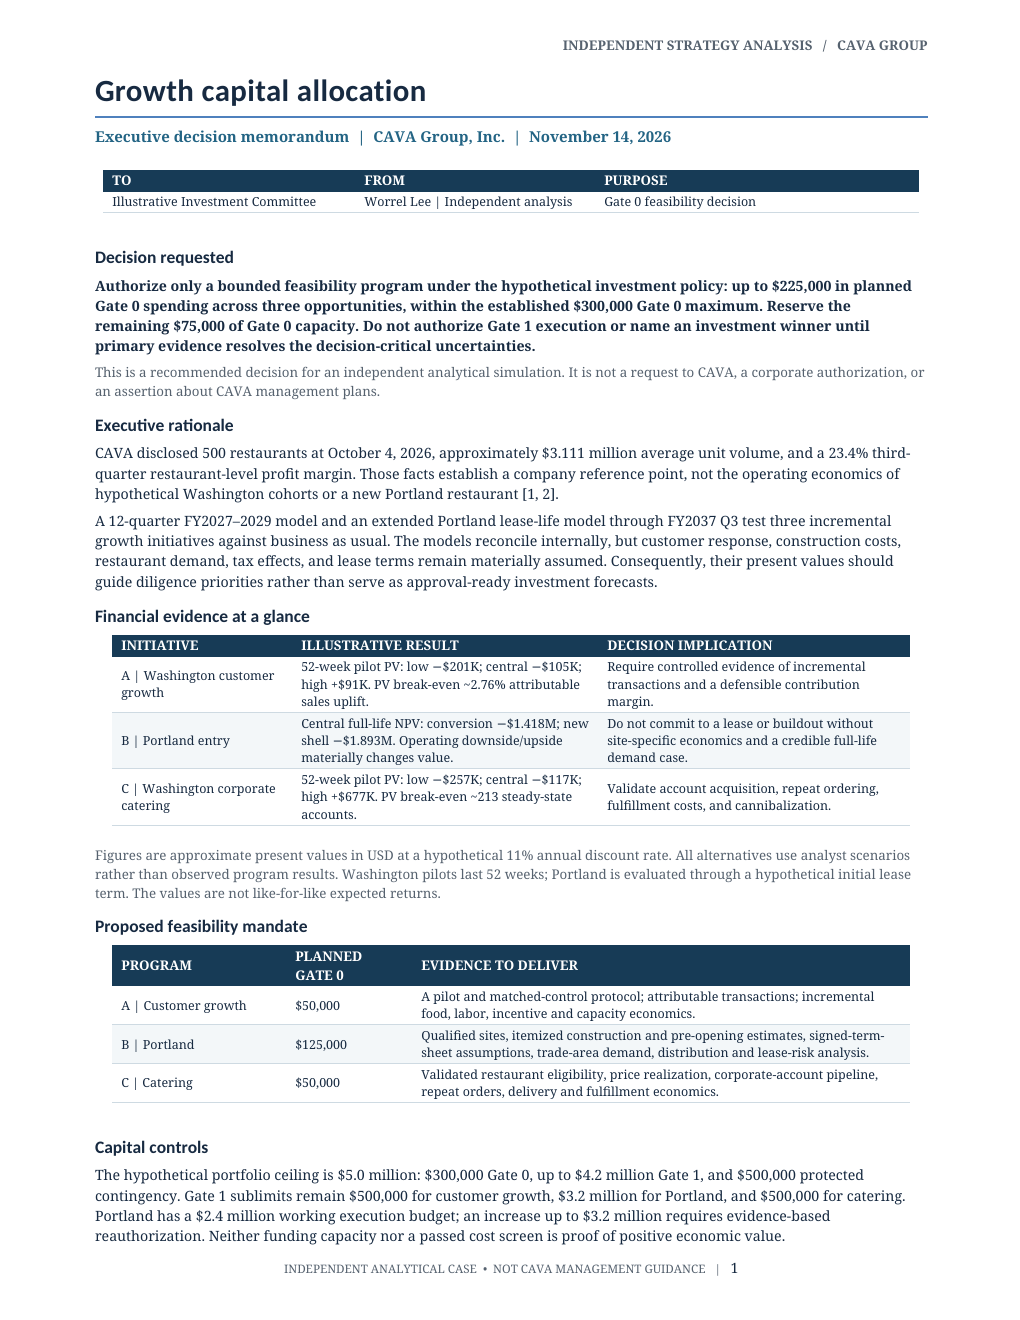 INDEPENDENT STRATEGY ANALYSIS / CAVA GROUP
Growth capital allocation
Executive decision memorandum | CAVA Group, Inc. | November 14, 2026
TO FROM PURPOSE
Illustrative Investment Committee Worrel Lee | Independent analysis Gate 0 feasibility decision
Decision requested
Authorize only a bounded feasibility program under the hypothetical investment policy: up to $225,000 in planned
Gate 0 spending across three opportunities, within the established $300,000 Gate 0 maximum. Reserve the
remaining $75,000 of Gate 0 capacity. Do not authorize Gate 1 execution or name an investment winner until
primary evidence resolves the decision-critical uncertainties.
This is a recommended decision for an independent analytical simulation. It is not a request to CAVA, a corporate authorization, or
an assertion about CAVA management plans.
Executive rationale
CAVA disclosed 500 restaurants at October 4, 2026, approximately $3.111 million average unit volume, and a 23.4% third-
quarter restaurant-level profit margin. Those facts establish a company reference point, not the operating economics of
hypothetical Washington cohorts or a new Portland restaurant [1, 2].
A 12-quarter FY2027–2029 model and an extended Portland lease-life model through FY2037 Q3 test three incremental
growth initiatives against business as usual. The models reconcile internally, but customer response, construction costs,
restaurant demand, tax effects, and lease terms remain materially assumed. Consequently, their present values should
guide diligence priorities rather than serve as approval-ready investment forecasts.
Financial evidence at a glance
INITIATIVE ILLUSTRATIVE RESULT DECISION IMPLICATION
A | Washington customer
growth
52-week pilot PV: low −$201K; central −$105K;
high +$91K. PV break-even ~2.76% attributable
sales uplift.
Require controlled evidence of incremental
transactions and a defensible contribution
margin.
B | Portland entry
Central full-life NPV: conversion −$1.418M; new
shell −$1.893M. Operating downside/upside
materially changes value.
Do not commit to a lease or buildout without
site-specific economics and a credible full-life
demand case.
C | Washington corporate
catering
52-week pilot PV: low −$257K; central −$117K;
high +$677K. PV break-even ~213 steady-state
accounts.
Validate account acquisition, repeat ordering,
fulfillment costs, and cannibalization.
Figures are approximate present values in USD at a hypothetical 11% annual discount rate. All alternatives use analyst scenarios
rather than observed program results. Washington pilots last 52 weeks; Portland is evaluated through a hypothetical initial lease
term. The values are not like-for-like expected returns.
Proposed feasibility mandate
PROGRAM
PLANNED
GATE 0
EVIDENCE TO DELIVER
A | Customer growth
$50,000
A pilot and matched-control protocol; attributable transactions; incremental
food, labor, incentive and capacity economics.
B | Portland
$125,000
Qualified sites, itemized construction and pre-opening estimates, signed-term-
sheet assumptions, trade-area demand, distribution and lease-risk analysis.
C | Catering
$50,000
Validated restaurant eligibility, price realization, corporate-account pipeline,
repeat orders, delivery and fulfillment economics.
Capital controls
The hypothetical portfolio ceiling is $5.0 million: $300,000 Gate 0, up to $4.2 million Gate 1, and $500,000 protected
contingency. Gate 1 sublimits remain $500,000 for customer growth, $3.2 million for Portland, and $500,000 for catering.
Portland has a $2.4 million working execution budget; an increase up to $3.2 million requires evidence-based
reauthorization. Neither funding capacity nor a passed cost screen is proof of positive economic value.
INDEPENDENT ANALYTICAL CASE • NOT CAVA MANAGEMENT GUIDANCE | 1